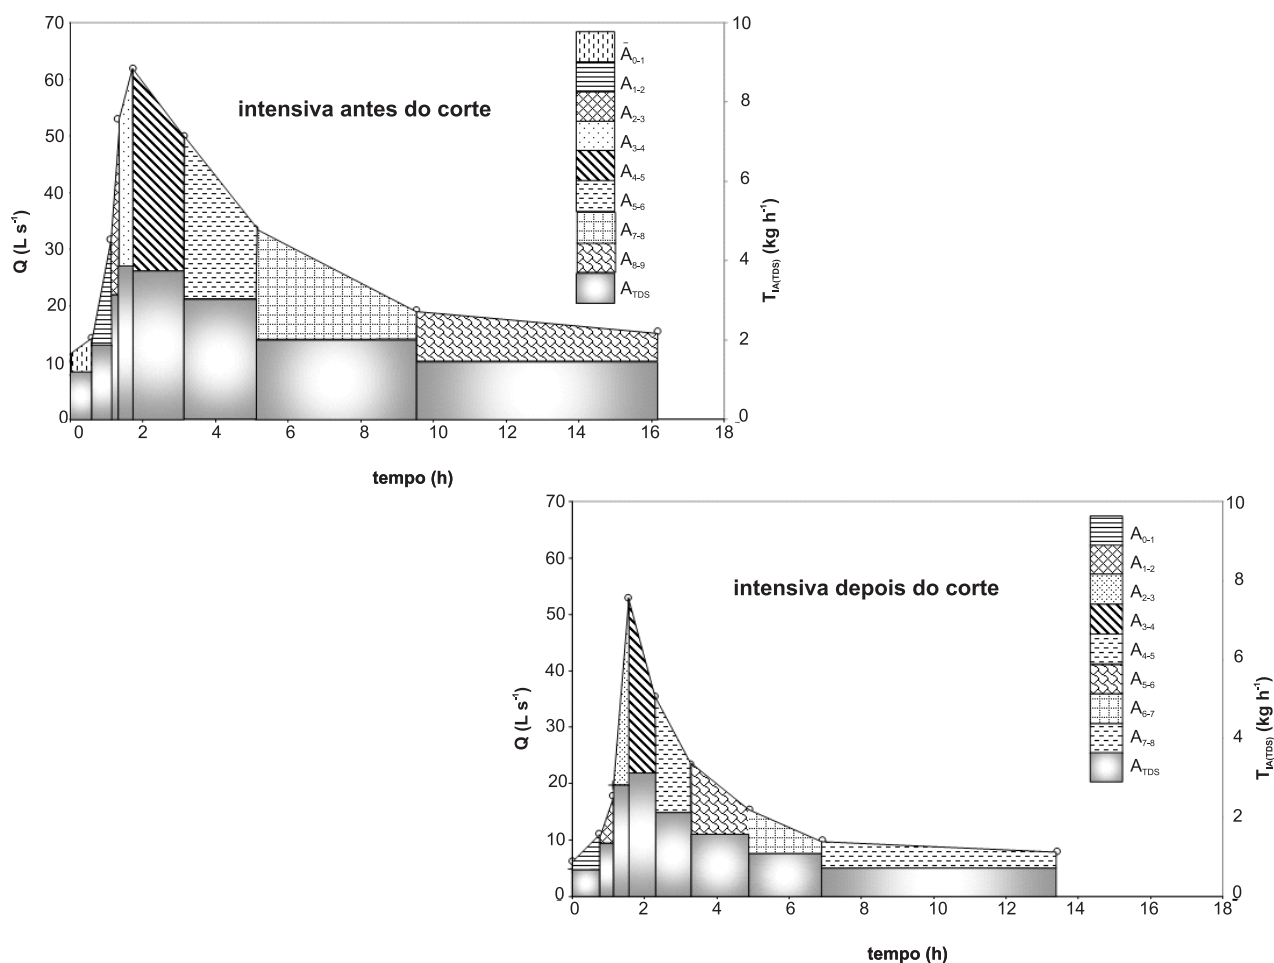 70
60
50
40
30
20
10
0
Q (L s⁻¹)
intensiva antes do corte
Ā₀₋₁
A₁₋₂
A₂₋₃
A₃₋₄
A₄₋₅
A₅₋₆
A₇₋₈
A₈₋₉
A_TDS
10
8
6
4
2
0
T_IA(TDS) (kg h⁻¹)
0 2 4 6 8 10 12 14 16 18
tempo (h)
70
60
50
40
30
20
10
0
Q (L s⁻¹)
intensiva depois do corte
A₀₋₁
A₁₋₂
A₂₋₃
A₃₋₄
A₄₋₅
A₅₋₆
A₆₋₇
A₇₋₈
A_TDS
10
8
6
4
2
0
T_IA(TDS) (kg h⁻¹)
0 2 4 6 8 10 12 14 16 18
tempo (h)